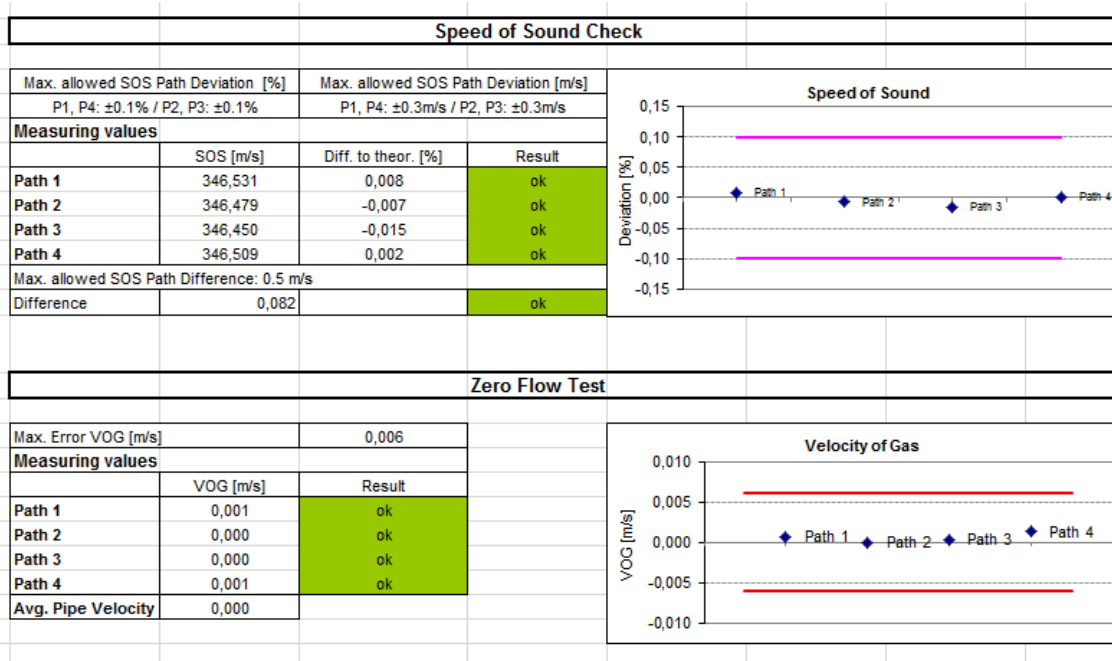 Speed of Sound Check
Max. allowed SOS Path Deviation [%] Max. allowed SOS Path Deviation [m/s]
P1, P4: ±0.1% / P2, P3: ±0.1% P1, P4: ±0.3m/s / P2, P3: ±0.3m/s
Measuring values
SOS [m/s] Diff. to theor. [%] Result
Path 1 346,531 0,008 ok
Path 2 346,479 -0,007 ok
Path 3 346,450 -0,015 ok
Path 4 346,509 0,002 ok
Max. allowed SOS Path Difference: 0.5 m/s
Difference 0,082 ok
Speed of Sound
Deviation [%]
0,15
0,10
0,05
0,00
-0,05
-0,10
-0,15
Path 1
Path 2
Path 3
Path 4
Zero Flow Test
Max. Error VOG [m/s] 0,006
Measuring values
VOG [m/s] Result
Path 1 0,001 ok
Path 2 0,000 ok
Path 3 0,000 ok
Path 4 0,001 ok
Avg. Pipe Velocity 0,000
Velocity of Gas
VOG [m/s]
0,010
0,005
0,000
-0,005
-0,010
Path 1
Path 2
Path 3
Path 4